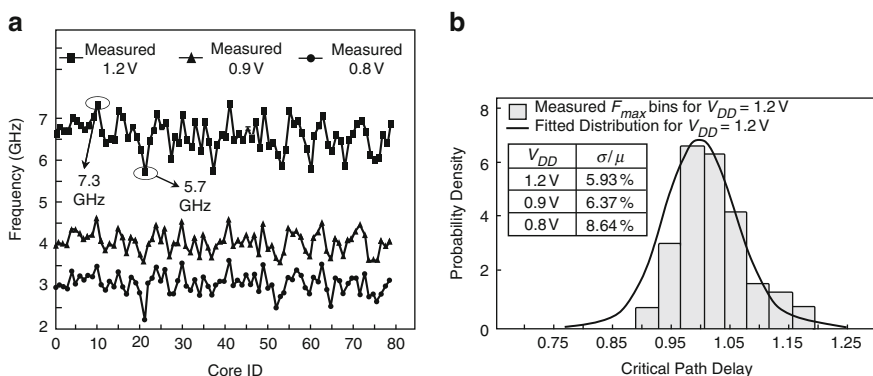 a
Measured 1.2 V
Measured 0.9 V
Measured 0.8 V
Frequency (GHz)
7
6
5
4
3
2
7.3 GHz
5.7 GHz
0 10 20 30 40 50 60 70 80
Core ID
b
Measured Fmax bins for VDD = 1.2 V
Fitted Distribution for VDD = 1.2 V
VDD σ/μ
1.2 V 5.93 %
0.9 V 6.37 %
0.8 V 8.64 %
Probability Density
8
6
4
2
0
0.75 0.85 0.95 1.05 1.15 1.25
Critical Path Delay